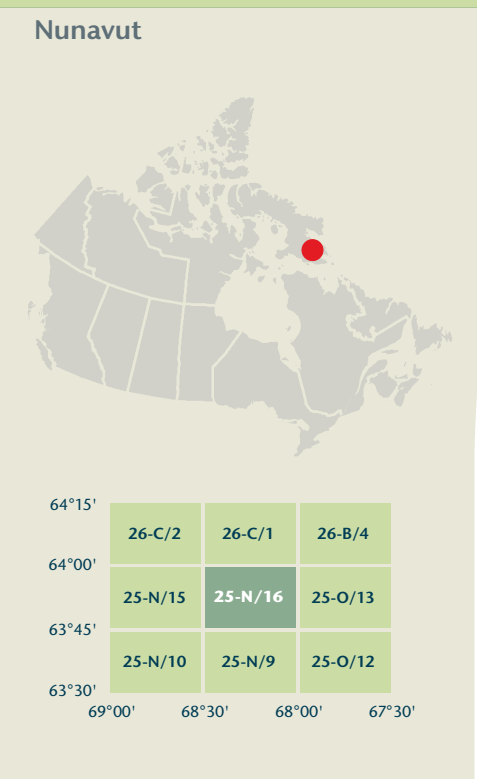 Nunavut
64°15'
26-C/2 26-C/1 26-B/4
64°00'
25-N/15 25-N/16 25-O/13
63°45'
25-N/10 25-N/9 25-O/12
63°30'
69°00' 68°30' 68°00' 67°30'